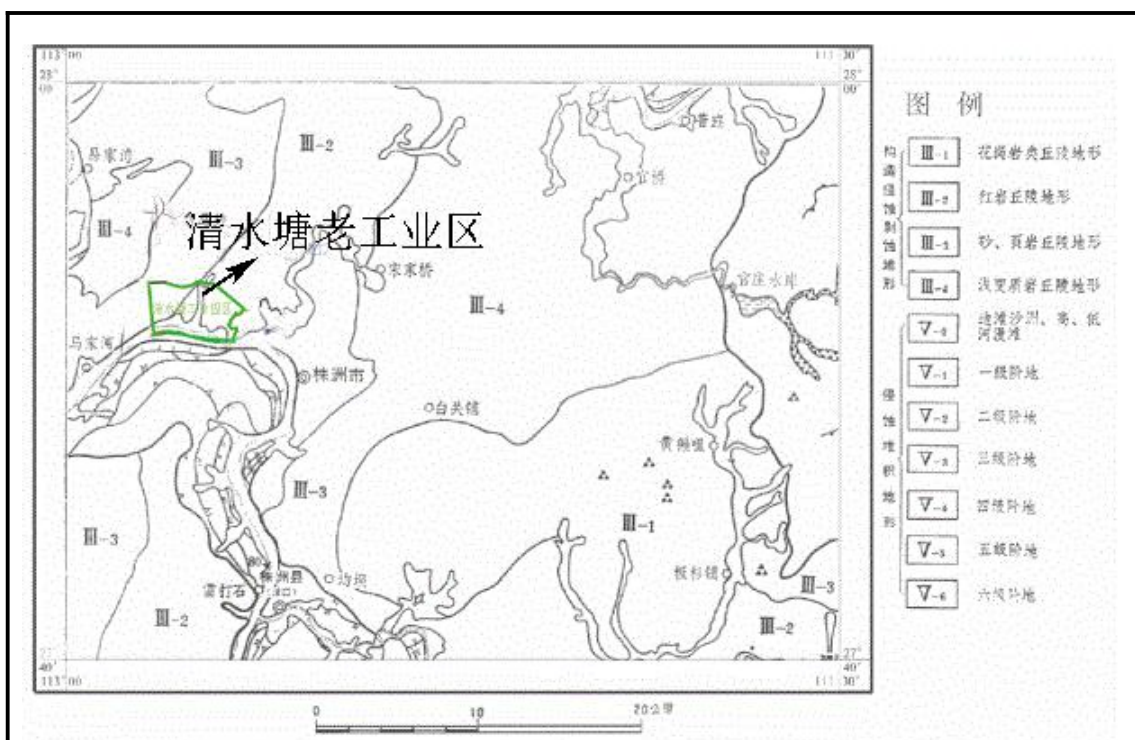 113°00′
113°30′
28°
00′
28°
00′
图 例
构造侵蚀剥蚀地形
Ⅲ-1 花岗岩类丘陵地形
Ⅲ-2 红岩丘陵地形
Ⅲ-3 砂、页岩丘陵地形
Ⅲ-4 浅变质岩丘陵地形
侵蚀堆积地形
边滩沙洲、高、低
河漫滩
Ⅴ-1 一级阶地
Ⅴ-2 二级阶地
Ⅴ-3 三级阶地
Ⅴ-4 四级阶地
Ⅴ-5 五级阶地
Ⅴ-6 六级阶地
易家湾
Ⅲ-3
Ⅲ-2
普迹
官桥
Ⅲ-4
清水塘老工业区
宋家桥
官庄水库
Ⅲ-4
马家河
株洲市
白关铺
黄獭咀
Ⅲ-3
Ⅲ-1
Ⅲ-3
株洲县
雷打石
板杉铺
Ⅲ-3
Ⅲ-2
Ⅲ-2
27°
40′
113°00′
27°
40′
113°30′
0 10 20公里